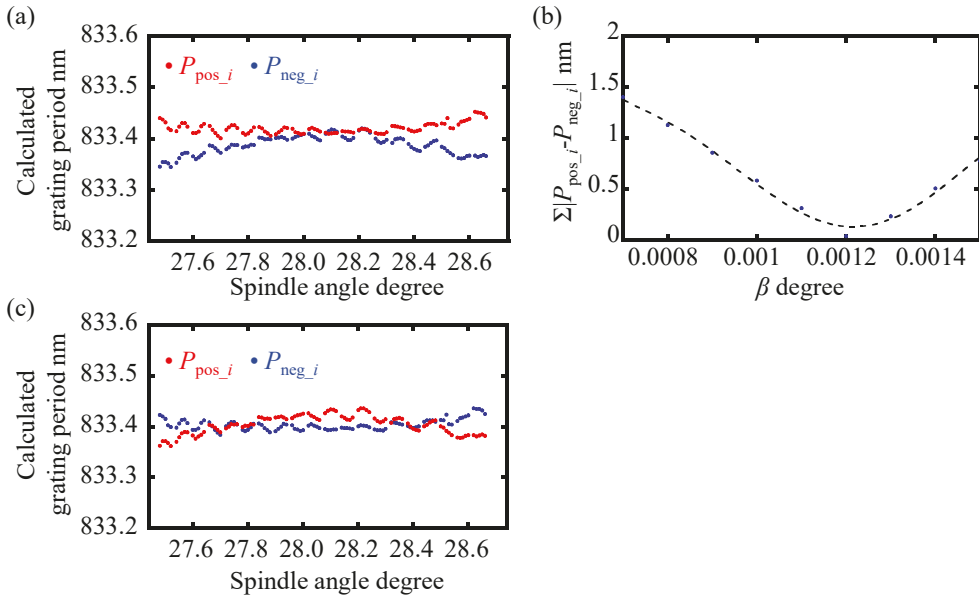 (a)
833.6
833.5
833.4
833.3
833.2
Calculated
grating period nm
P_pos_i P_neg_i
27.6 27.8 28.0 28.2 28.4 28.6
Spindle angle degree
(b)
2
1.5
1
0.5
0
Σ|P_pos_i-P_neg_i| nm
0.0008 0.001 0.0012 0.0014
β degree
(c)
833.6
833.5
833.4
833.3
833.2
Calculated
grating period nm
P_pos_i P_neg_i
27.6 27.8 28.0 28.2 28.4 28.6
Spindle angle degree